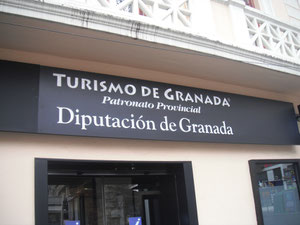 TURISMO DE GRANADA
Patronato Provincial
Diputación de Granada